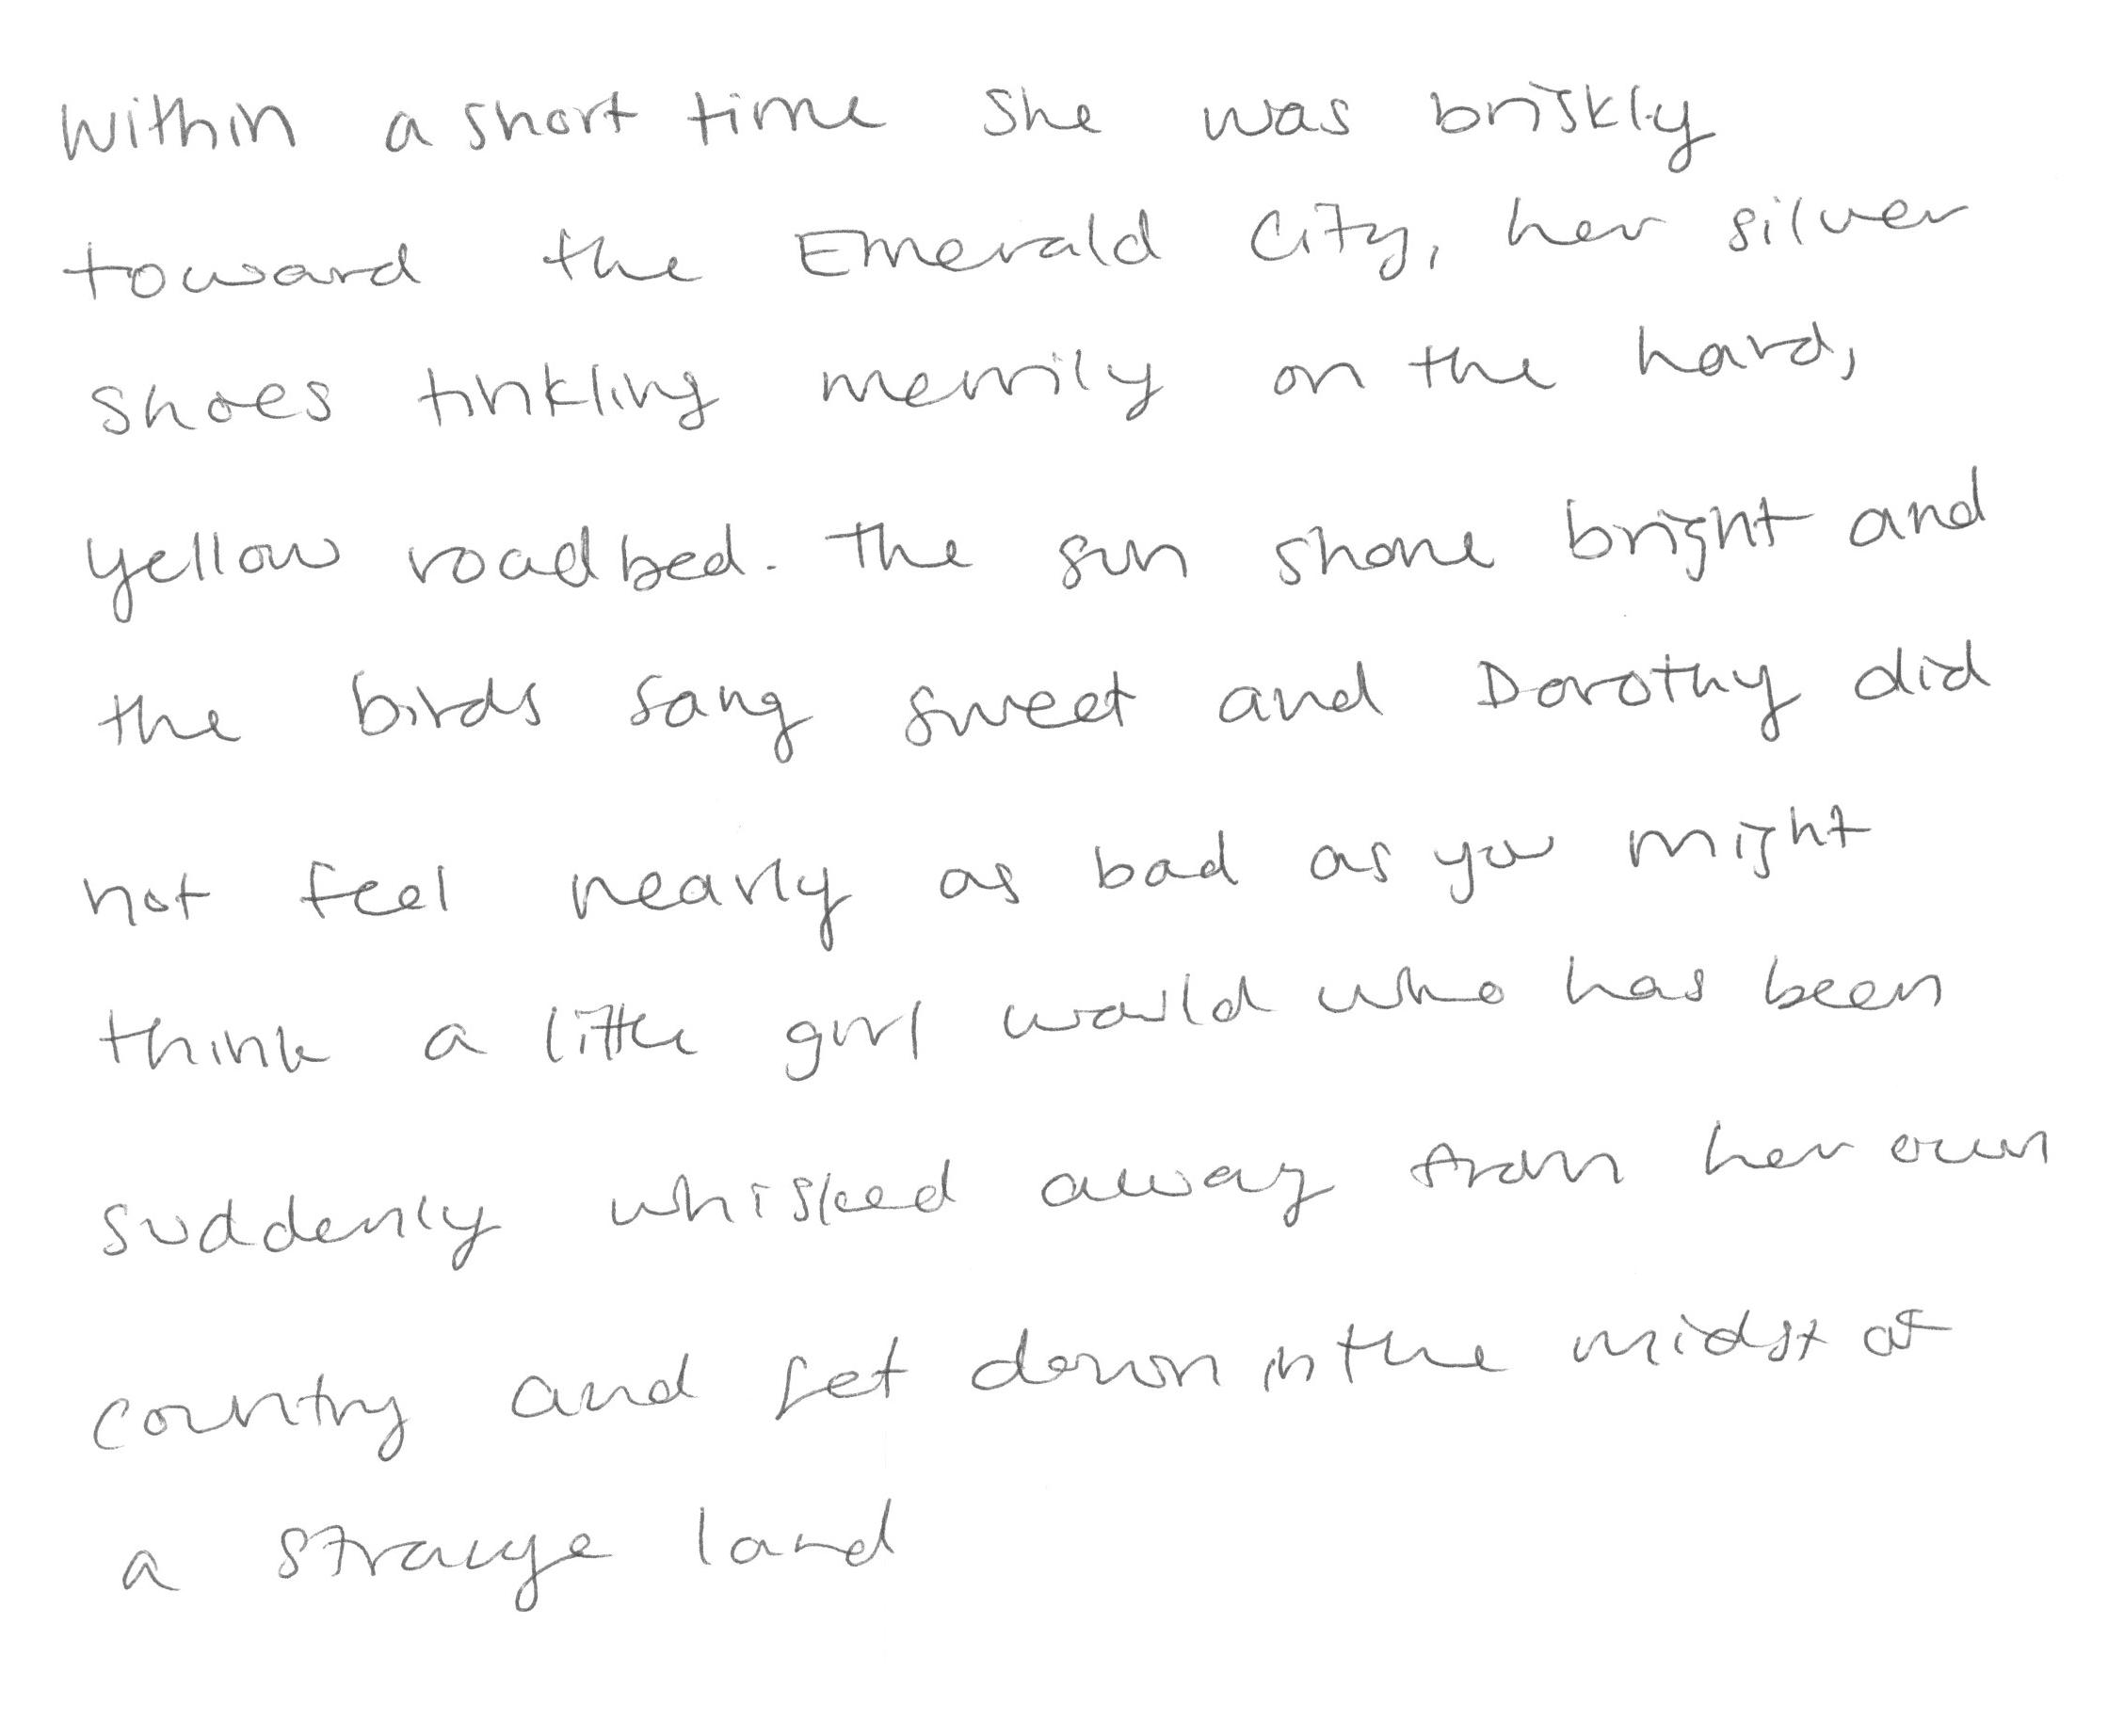 Within a short time she was briskly
toward the Emerald City, her silver
shoes tinkling merrily on the hard,
yellow roadbed. The sun shone bright and
the birds sang sweet and Dorothy did
not feel nearly as bad as you might
think a little girl would who has been
suddenly whisked away from her own
country and set down in the midst of
a strange land